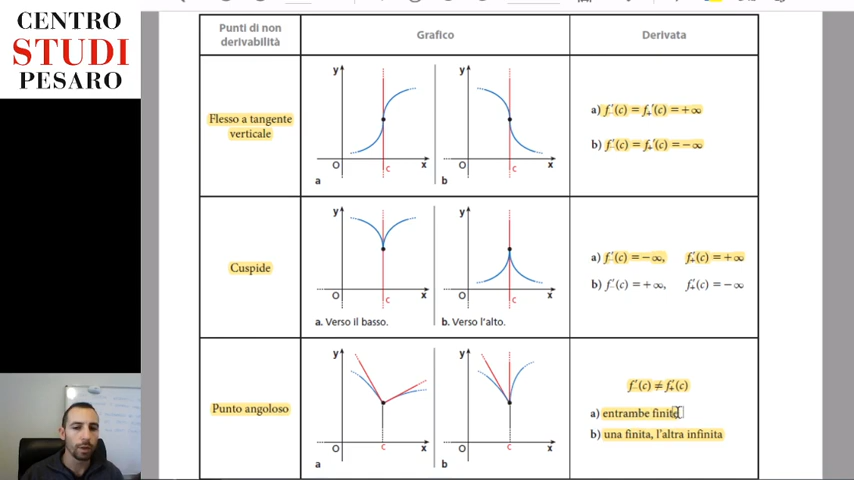 CENTRO
STUDI
PESARO
Punti di non
derivabilità
Grafico
Derivata
Flesso a tangente
verticale
y
O
c
x
a
y
O
c
x
b
a) f₋′(c) = f₊′(c) = +∞
b) f₋′(c) = f₊′(c) = −∞
Cuspide
y
O
c
x
a. Verso il basso.
y
O
c
x
b. Verso l'alto.
a) f₋′(c) = −∞, f₊′(c) = +∞
b) f₋′(c) = +∞, f₊′(c) = −∞
Punto angoloso
y
O
c
x
a
y
O
c
x
b
f₋′(c) ≠ f₊′(c)
a) entrambe finite
b) una finita, l'altra infinita